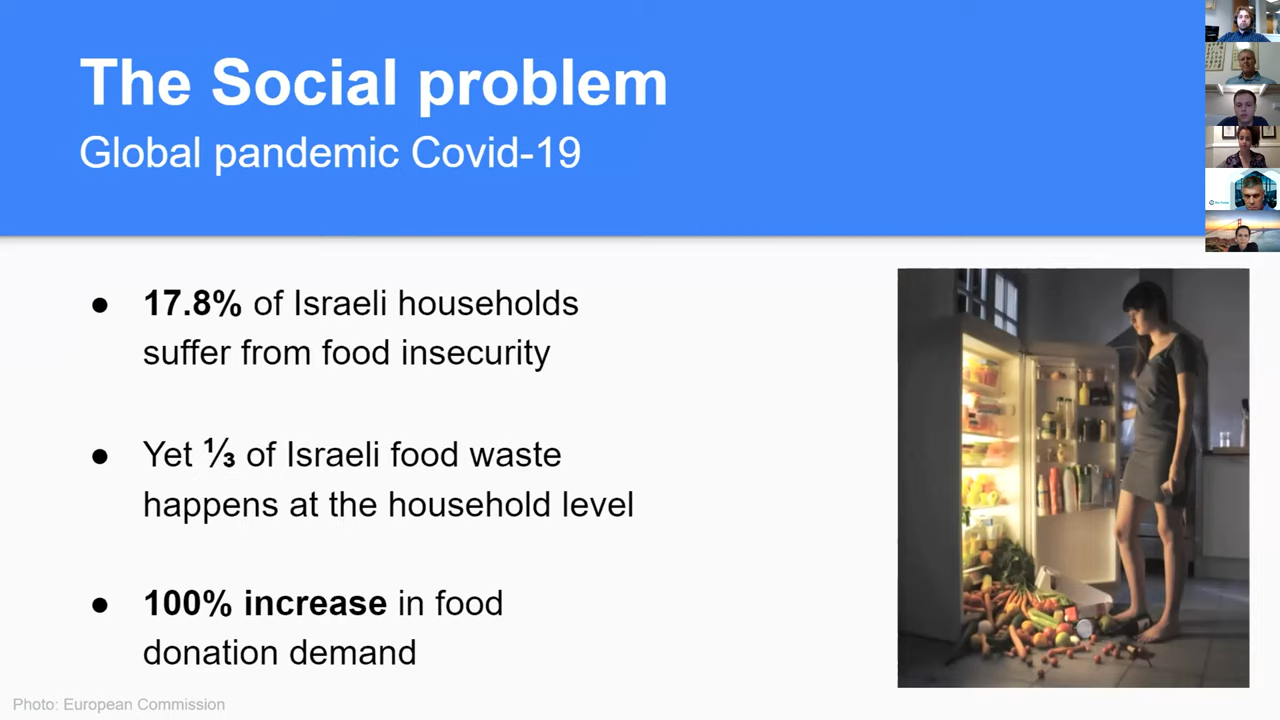 The Social problem
Global pandemic Covid-19
● 17.8% of Israeli households
suffer from food insecurity
● Yet ⅓ of Israeli food waste
happens at the household level
● 100% increase in food
donation demand
Photo: European Commission